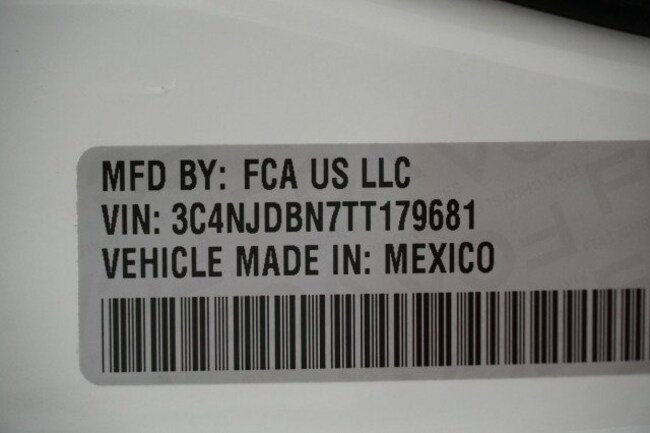 MFD BY: FCA US LLC
VIN: 3C4NJDBN7TT179681
VEHICLE MADE IN: MEXICO